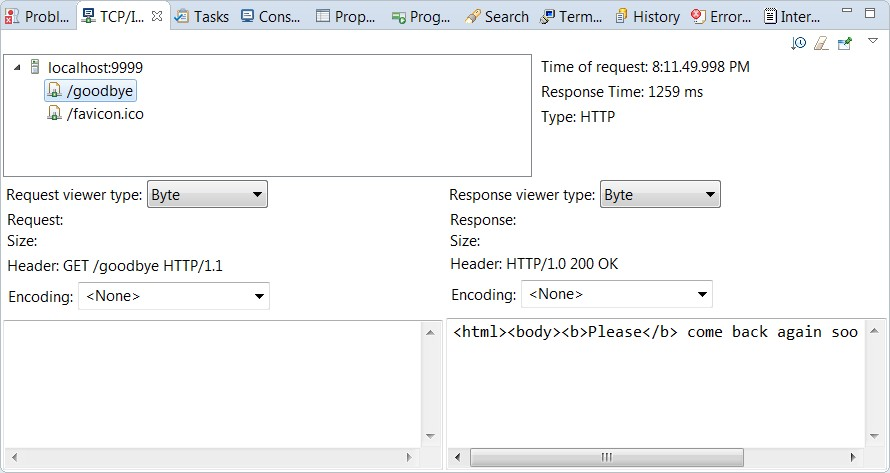 Probl... TCP/I... Tasks Cons... Prop... Prog... Search Term... History Error... Inter...
localhost:9999
/goodbye
/favicon.ico
Time of request: 8:11.49.998 PM
Response Time: 1259 ms
Type: HTTP
Request viewer type: Byte
Request:
Size:
Header: GET /goodbye HTTP/1.1
Encoding: <None>
Response viewer type: Byte
Response:
Size:
Header: HTTP/1.0 200 OK
Encoding: <None>
<html><body><b>Please</b> come back again soo